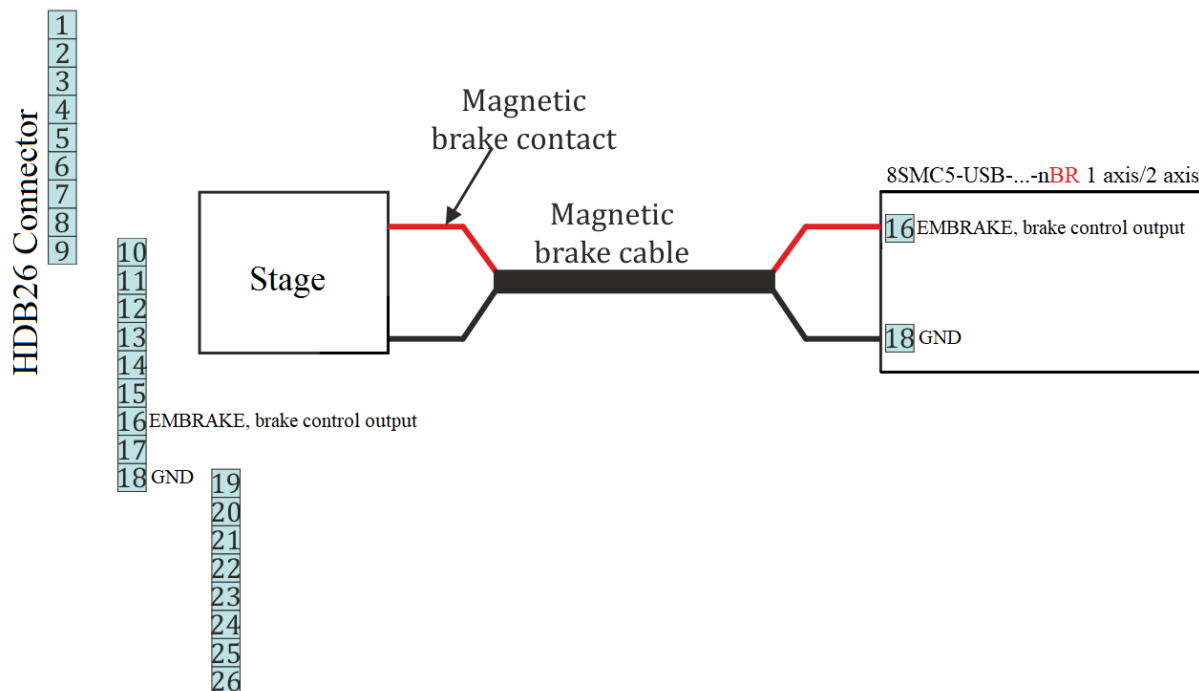 HDB26 Connector
1
2
3
4
5
6
7
8
9
10
11
12
13
14
15
16 EMBRAKE, brake control output
17
18 GND
19
20
21
22
23
24
25
26
Magnetic
brake contact
Stage
Magnetic
brake cable
8SMC5-USB-...-nBR 1 axis/2 axis
16 EMBRAKE, brake control output
18 GND